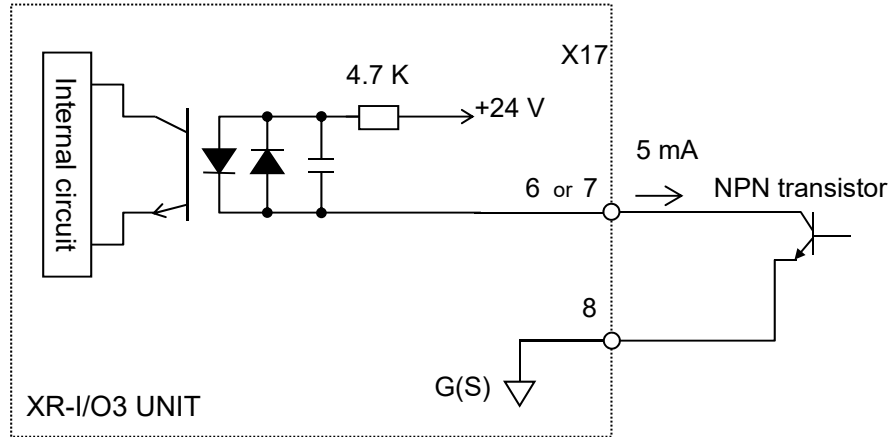 X17
4.7 K
+24 V
Internal circuit
5 mA
6 or 7
NPN transistor
8
G(S)
XR-I/O3 UNIT